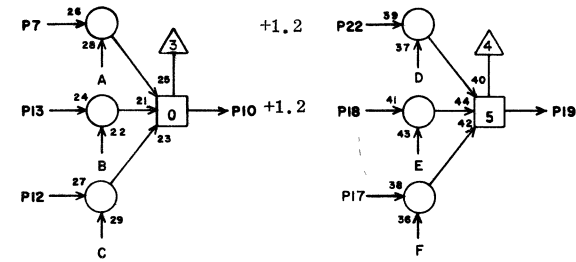 26 3 +1.2 39 4
P7 P22
28 37
A 25 D 40
24 21 +1.2 41 44
P13 0 P10 P18 5 P19
22 23 43 42
B E
27 38
P12 P17
29 36
C F